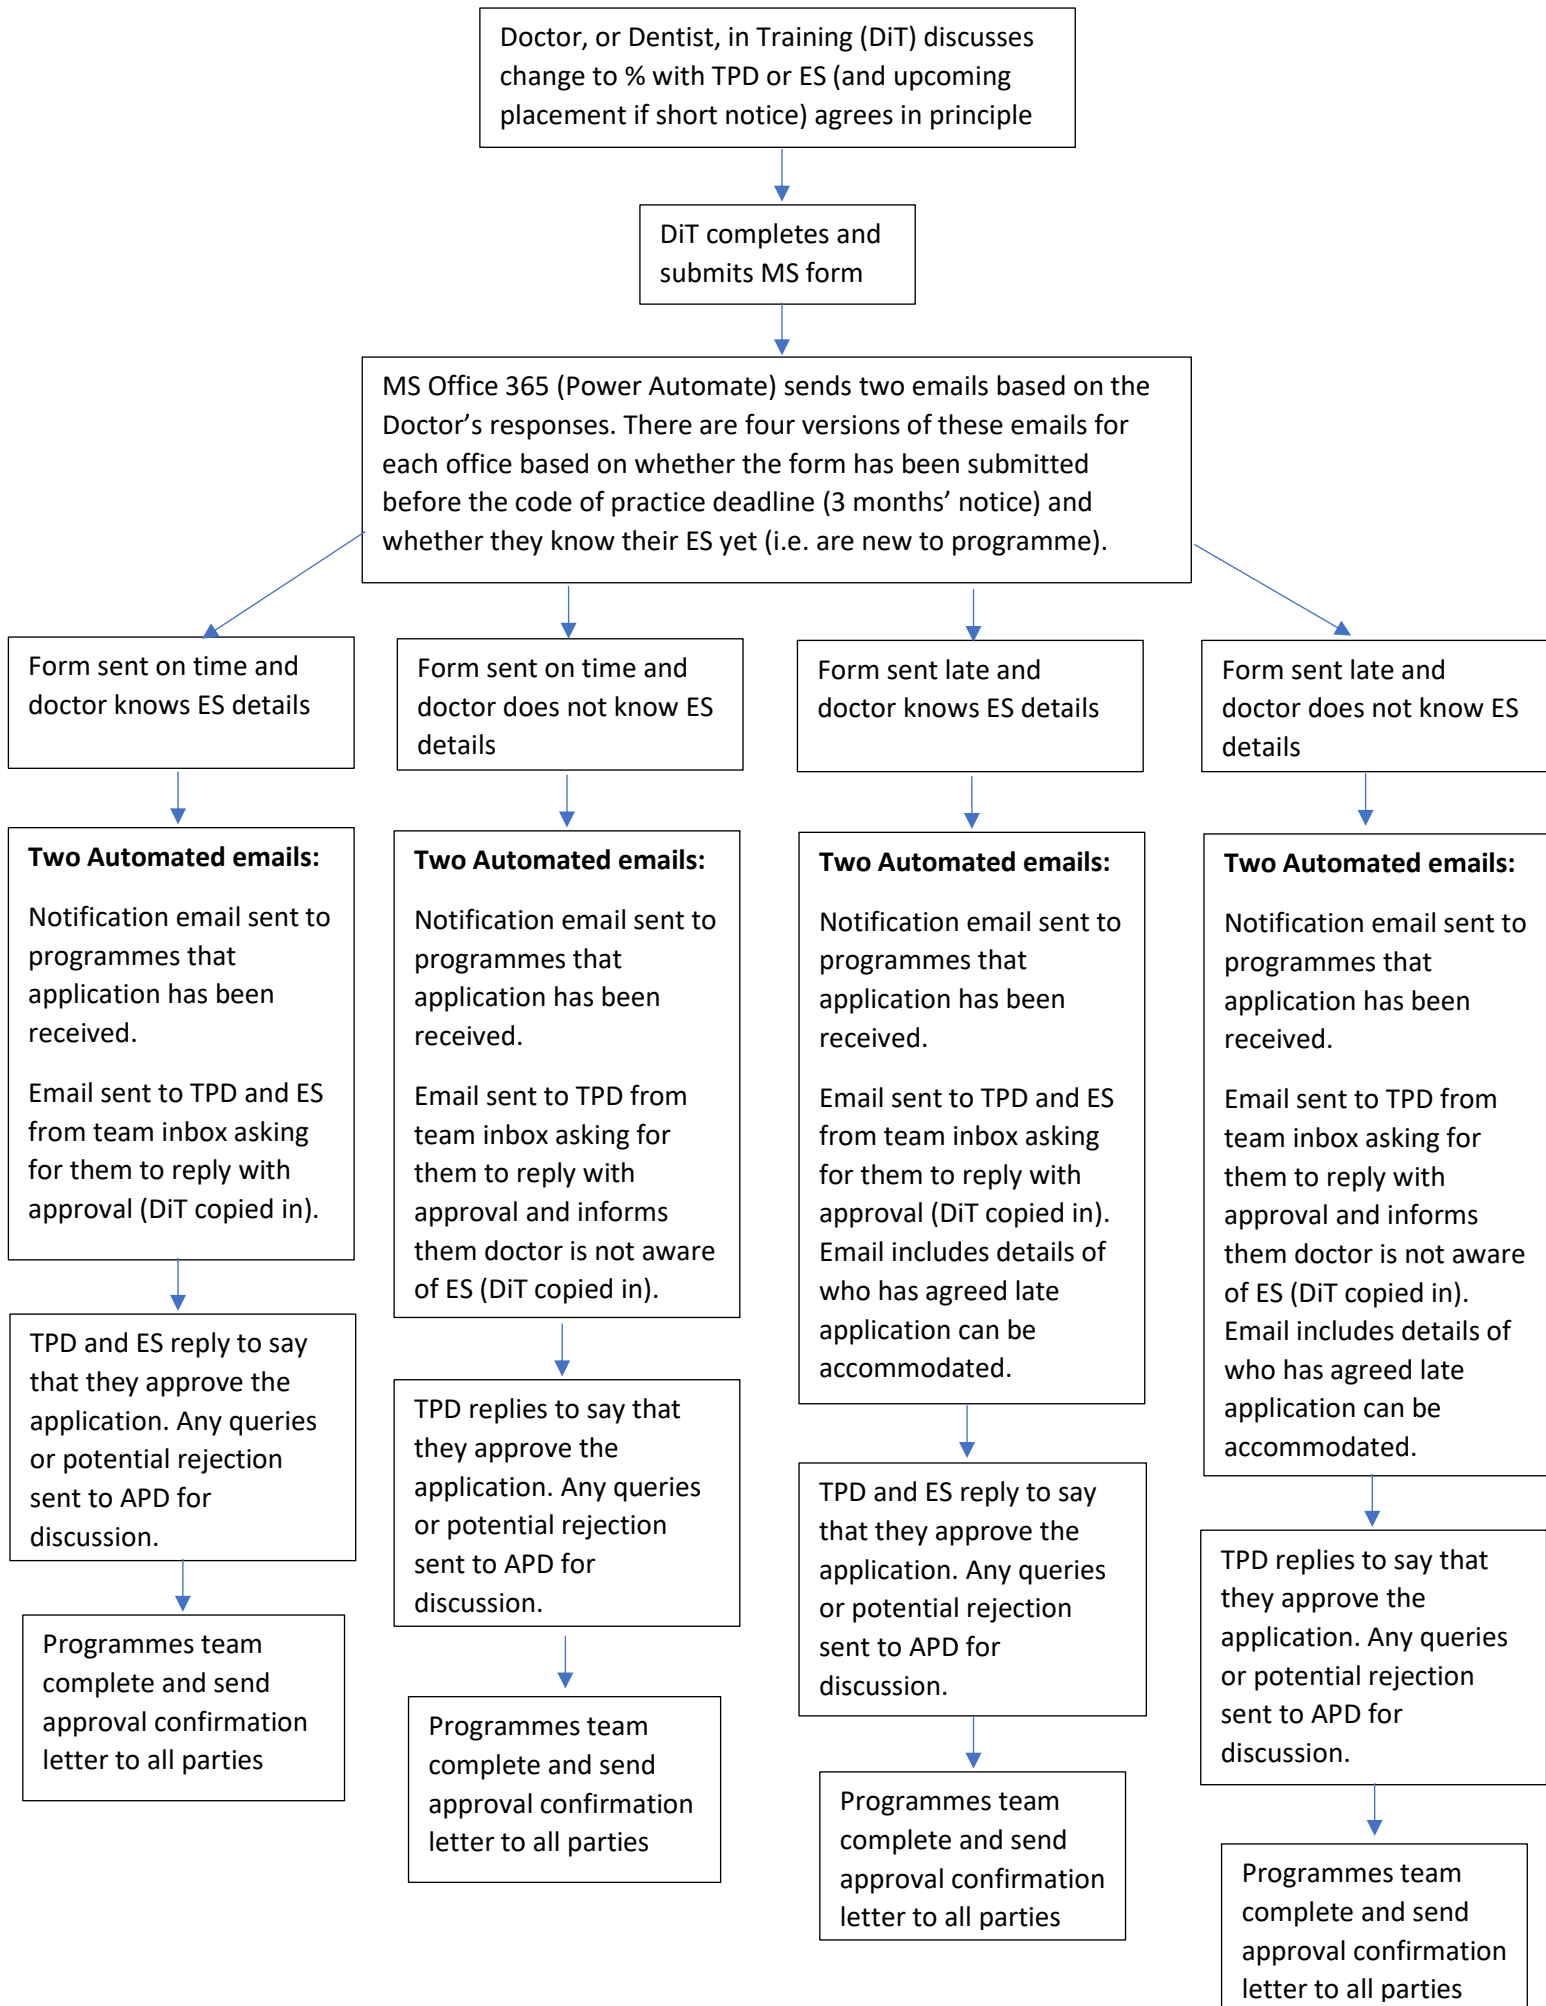 Doctor, or Dentist, in Training (DiT) discusses
change to % with TPD or ES (and upcoming
placement if short notice) agrees in principle
DiT completes and
submits MS form
MS Office 365 (Power Automate) sends two emails based on the
Doctor’s responses. There are four versions of these emails for
each office based on whether the form has been submitted
before the code of practice deadline (3 months’ notice) and
whether they know their ES yet (i.e. are new to programme).
Form sent on time and
doctor knows ES details
Form sent on time and
doctor does not know ES
details
Form sent late and
doctor knows ES details
Form sent late and
doctor does not know ES
details
Two Automated emails:
Notification email sent to
programmes that
application has been
received.
Email sent to TPD and ES
from team inbox asking
for them to reply with
approval (DiT copied in).
Two Automated emails:
Notification email sent to
programmes that
application has been
received.
Email sent to TPD from
team inbox asking for
them to reply with
approval and informs
them doctor is not aware
of ES (DiT copied in).
Two Automated emails:
Notification email sent to
programmes that
application has been
received.
Email sent to TPD and ES
from team inbox asking
for them to reply with
approval (DiT copied in).
Email includes details of
who has agreed late
application can be
accommodated.
Two Automated emails:
Notification email sent to
programmes that
application has been
received.
Email sent to TPD from
team inbox asking for
them to reply with
approval and informs
them doctor is not aware
of ES (DiT copied in).
Email includes details of
who has agreed late
application can be
accommodated.
TPD and ES reply to say
that they approve the
application. Any queries
or potential rejection
sent to APD for
discussion.
TPD replies to say that
they approve the
application. Any queries
or potential rejection
sent to APD for
discussion.
TPD and ES reply to say
that they approve the
application. Any queries
or potential rejection
sent to APD for
discussion.
TPD replies to say that
they approve the
application. Any queries
or potential rejection
sent to APD for
discussion.
Programmes team
complete and send
approval confirmation
letter to all parties
Programmes team
complete and send
approval confirmation
letter to all parties
Programmes team
complete and send
approval confirmation
letter to all parties
Programmes team
complete and send
approval confirmation
letter to all parties